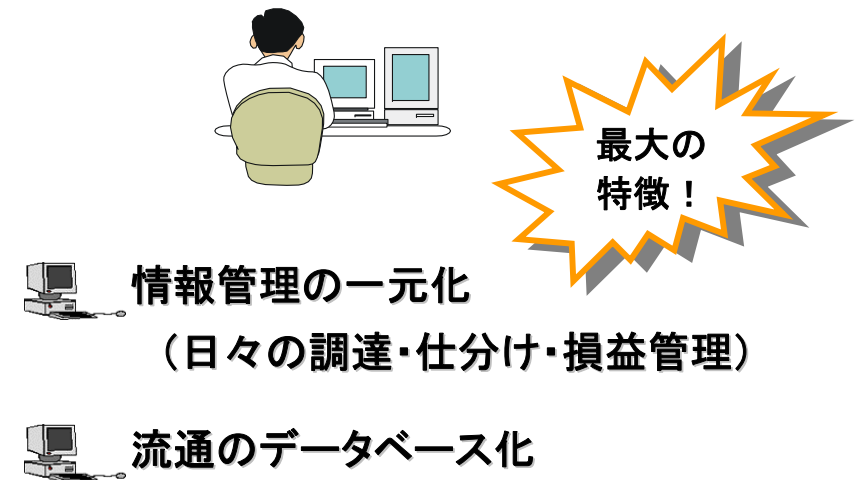 最大の
特徴！
情報管理の一元化
（日々の調達・仕分け・損益管理）
流通のデータベース化